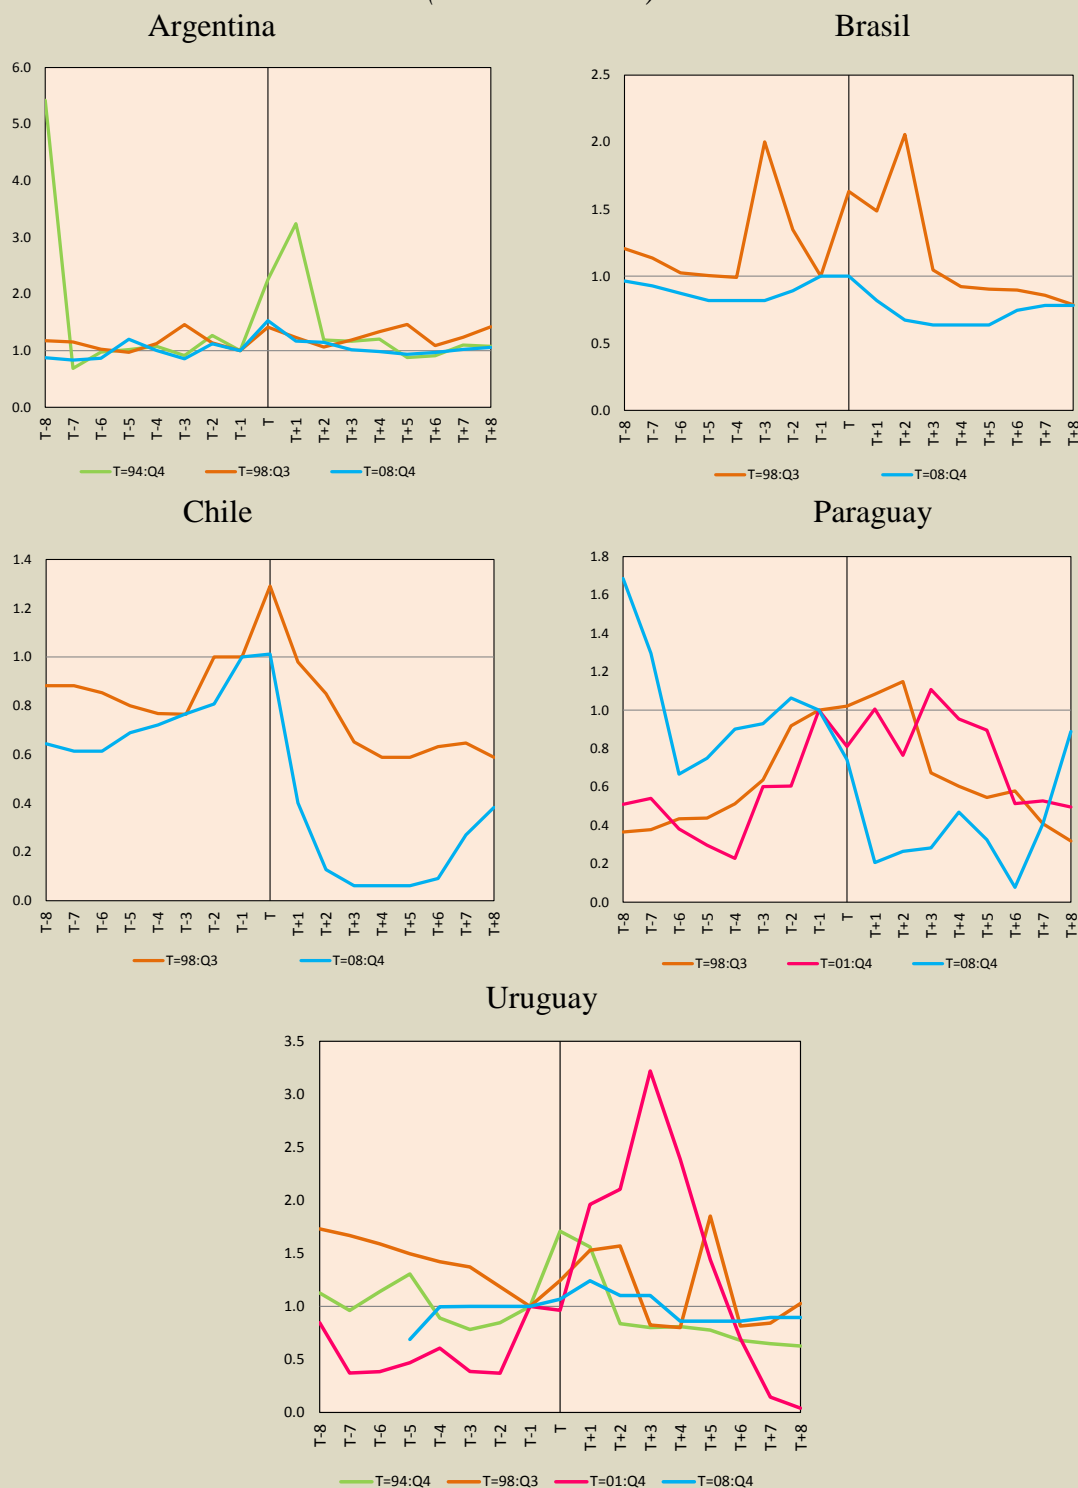 Argentina
6.0
5.0
4.0
3.0
2.0
1.0
0.0
T-8 T-7 T-6 T-5 T-4 T-3 T-2 T-1 T T+1 T+2 T+3 T+4 T+5 T+6 T+7 T+8
T=94:Q4 T=98:Q3 T=08:Q4
Brasil
2.5
2.0
1.5
1.0
0.5
0.0
T-8 T-7 T-6 T-5 T-4 T-3 T-2 T-1 T T+1 T+2 T+3 T+4 T+5 T+6 T+7 T+8
T=98:Q3 T=08:Q4
Chile
1.4
1.2
1.0
0.8
0.6
0.4
0.2
0.0
T-8 T-7 T-6 T-5 T-4 T-3 T-2 T-1 T T+1 T+2 T+3 T+4 T+5 T+6 T+7 T+8
T=98:Q3 T=08:Q4
Paraguay
1.8
1.6
1.4
1.2
1.0
0.8
0.6
0.4
0.2
0.0
T-8 T-7 T-6 T-5 T-4 T-3 T-2 T-1 T T+1 T+2 T+3 T+4 T+5 T+6 T+7 T+8
T=98:Q3 T=01:Q4 T=08:Q4
Uruguay
3.5
3.0
2.5
2.0
1.5
1.0
0.5
0.0
T-8 T-7 T-6 T-5 T-4 T-3 T-2 T-1 T T+1 T+2 T+3 T+4 T+5 T+6 T+7 T+8
T=94:Q4 T=98:Q3 T=01:Q4 T=08:Q4